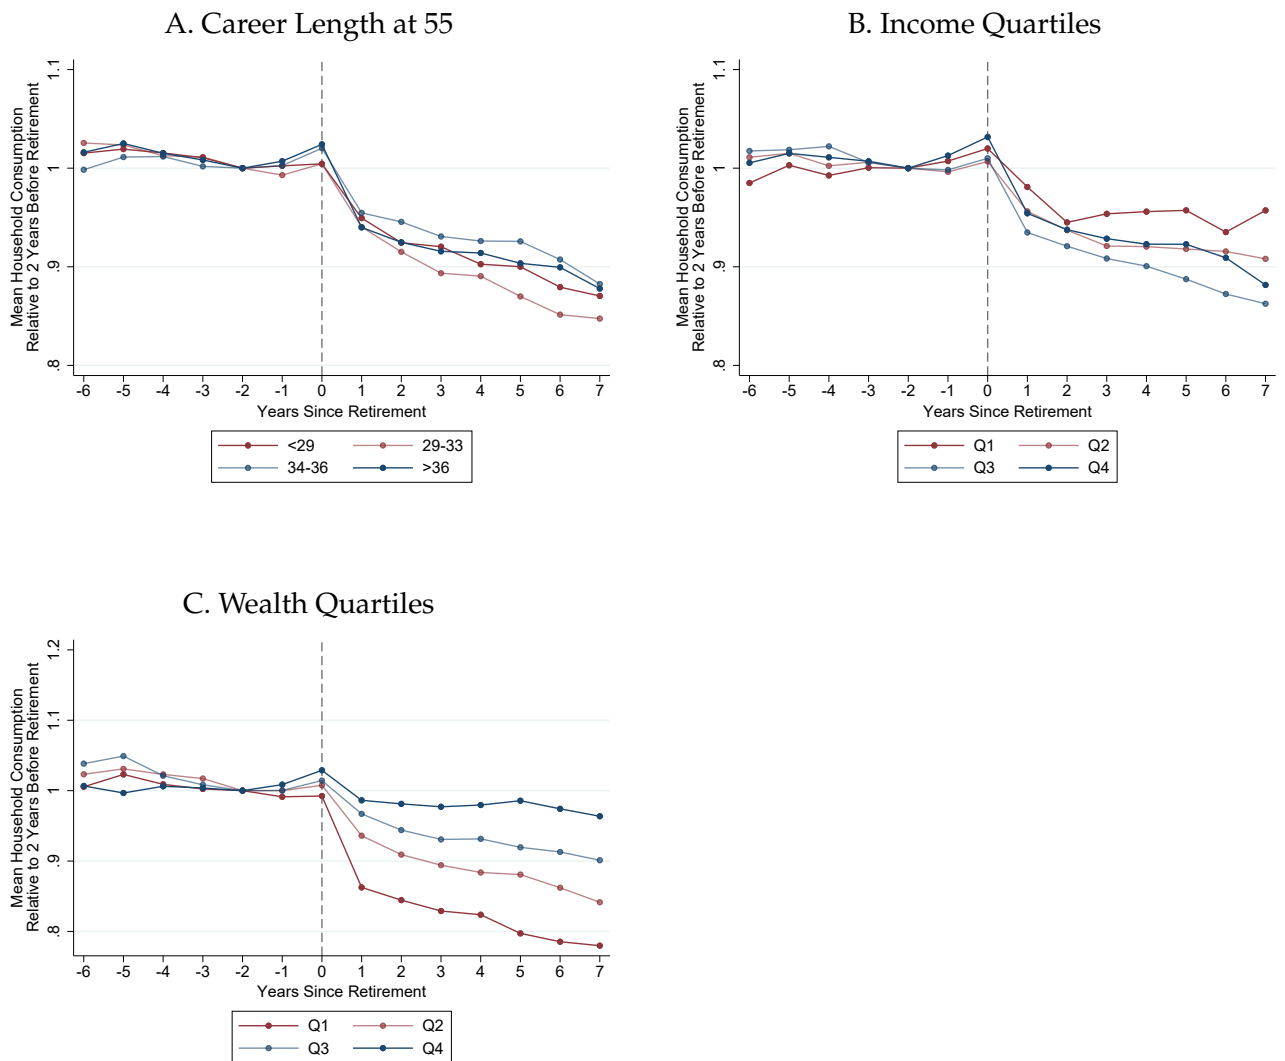 A. Career Length at 55
Mean Household Consumption
Relative to 2 Years Before Retirement
1.1
1
.9
.8
-6 -5 -4 -3 -2 -1 0 1 2 3 4 5 6 7
Years Since Retirement
<29 29-33
34-36 >36
B. Income Quartiles
Mean Household Consumption
Relative to 2 Years Before Retirement
1.1
1
.9
.8
-6 -5 -4 -3 -2 -1 0 1 2 3 4 5 6 7
Years Since Retirement
Q1 Q2
Q3 Q4
C. Wealth Quartiles
Mean Household Consumption
Relative to 2 Years Before Retirement
1.2
1.1
1
.9
.8
-6 -5 -4 -3 -2 -1 0 1 2 3 4 5 6 7
Years Since Retirement
Q1 Q2
Q3 Q4